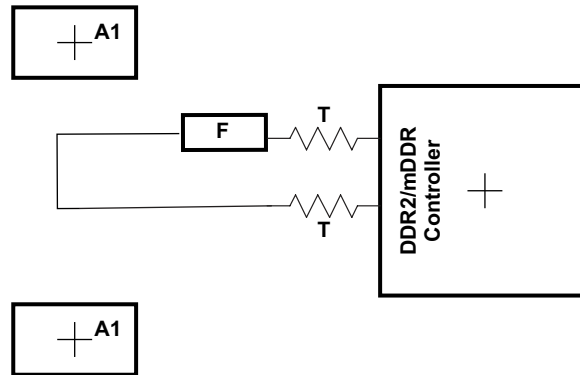 A1
T
F
DDR2/mDDR
Controller
T
A1